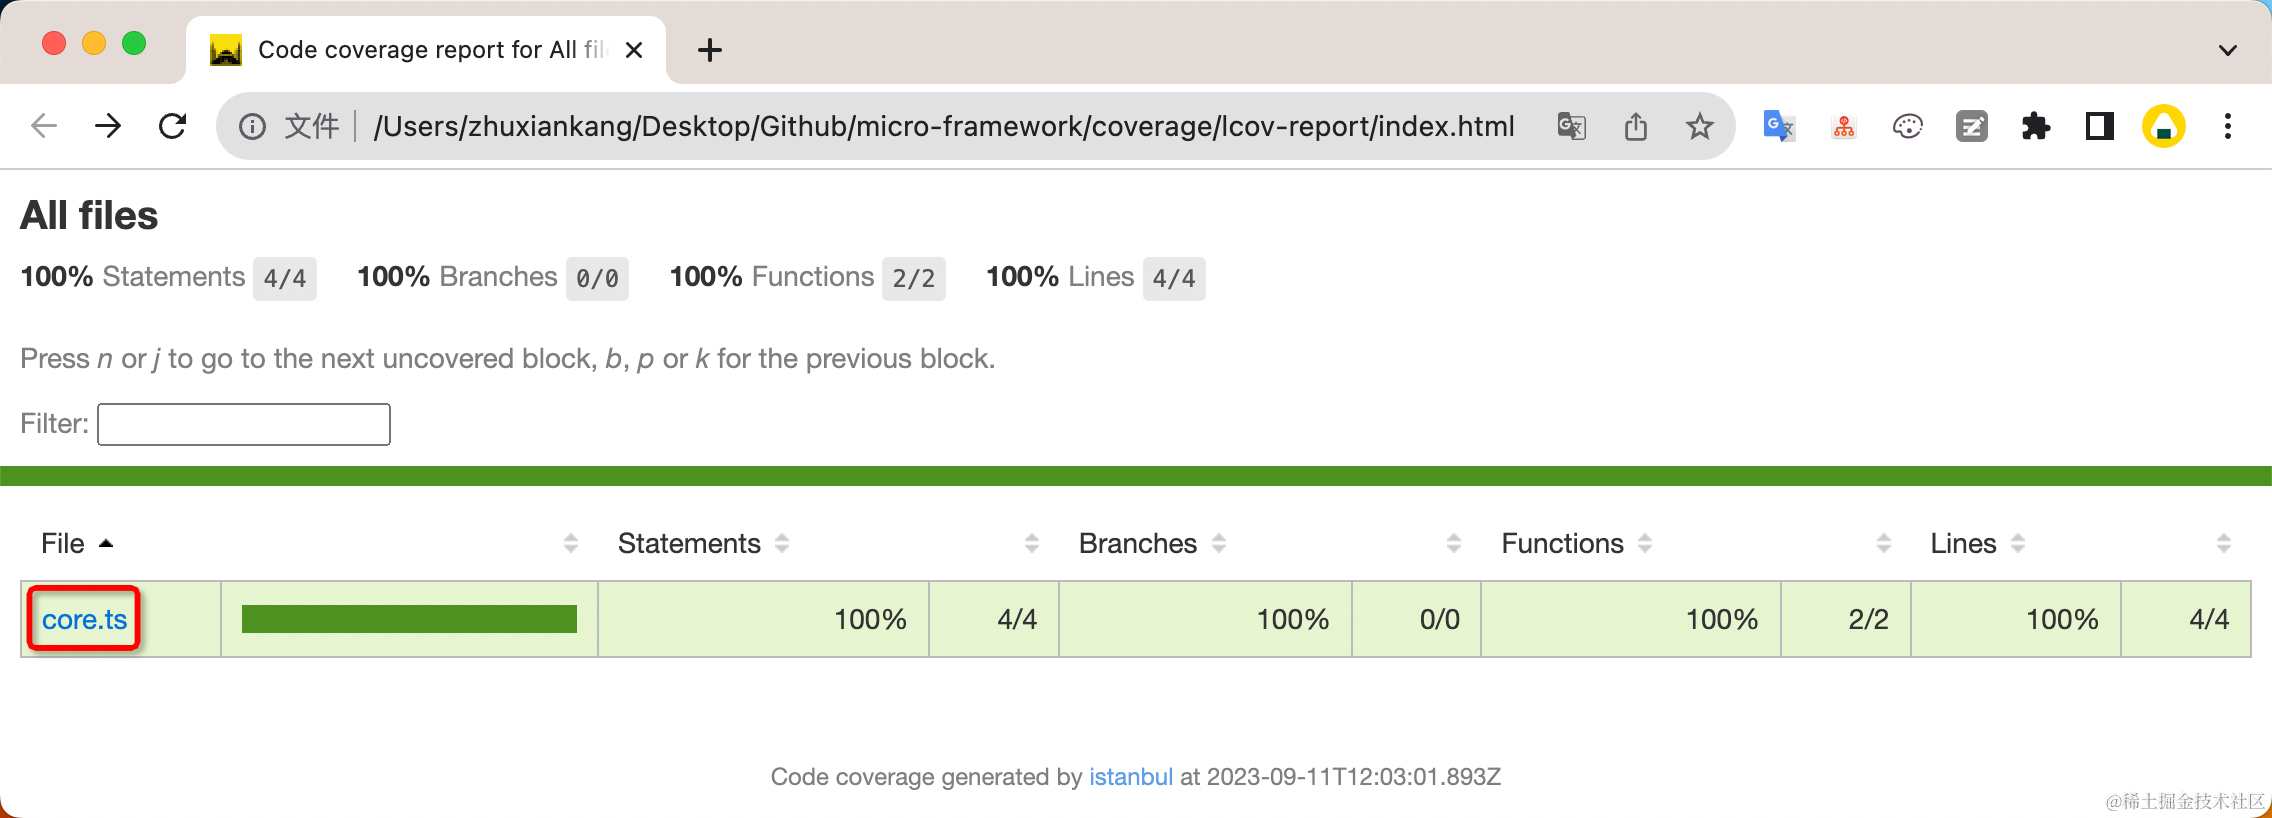 Code coverage report for All fil
文件 /Users/zhuxiankang/Desktop/Github/micro-framework/coverage/lcov-report/index.html
All files
100% Statements 4/4 100% Branches 0/0 100% Functions 2/2 100% Lines 4/4
Press n or j to go to the next uncovered block, b, p or k for the previous block.
Filter:
File Statements Branches Functions Lines
core.ts 100% 4/4 100% 0/0 100% 2/2 100% 4/4
Code coverage generated by istanbul at 2023-09-11T12:03:01.893Z
@稀土掘金技术社区